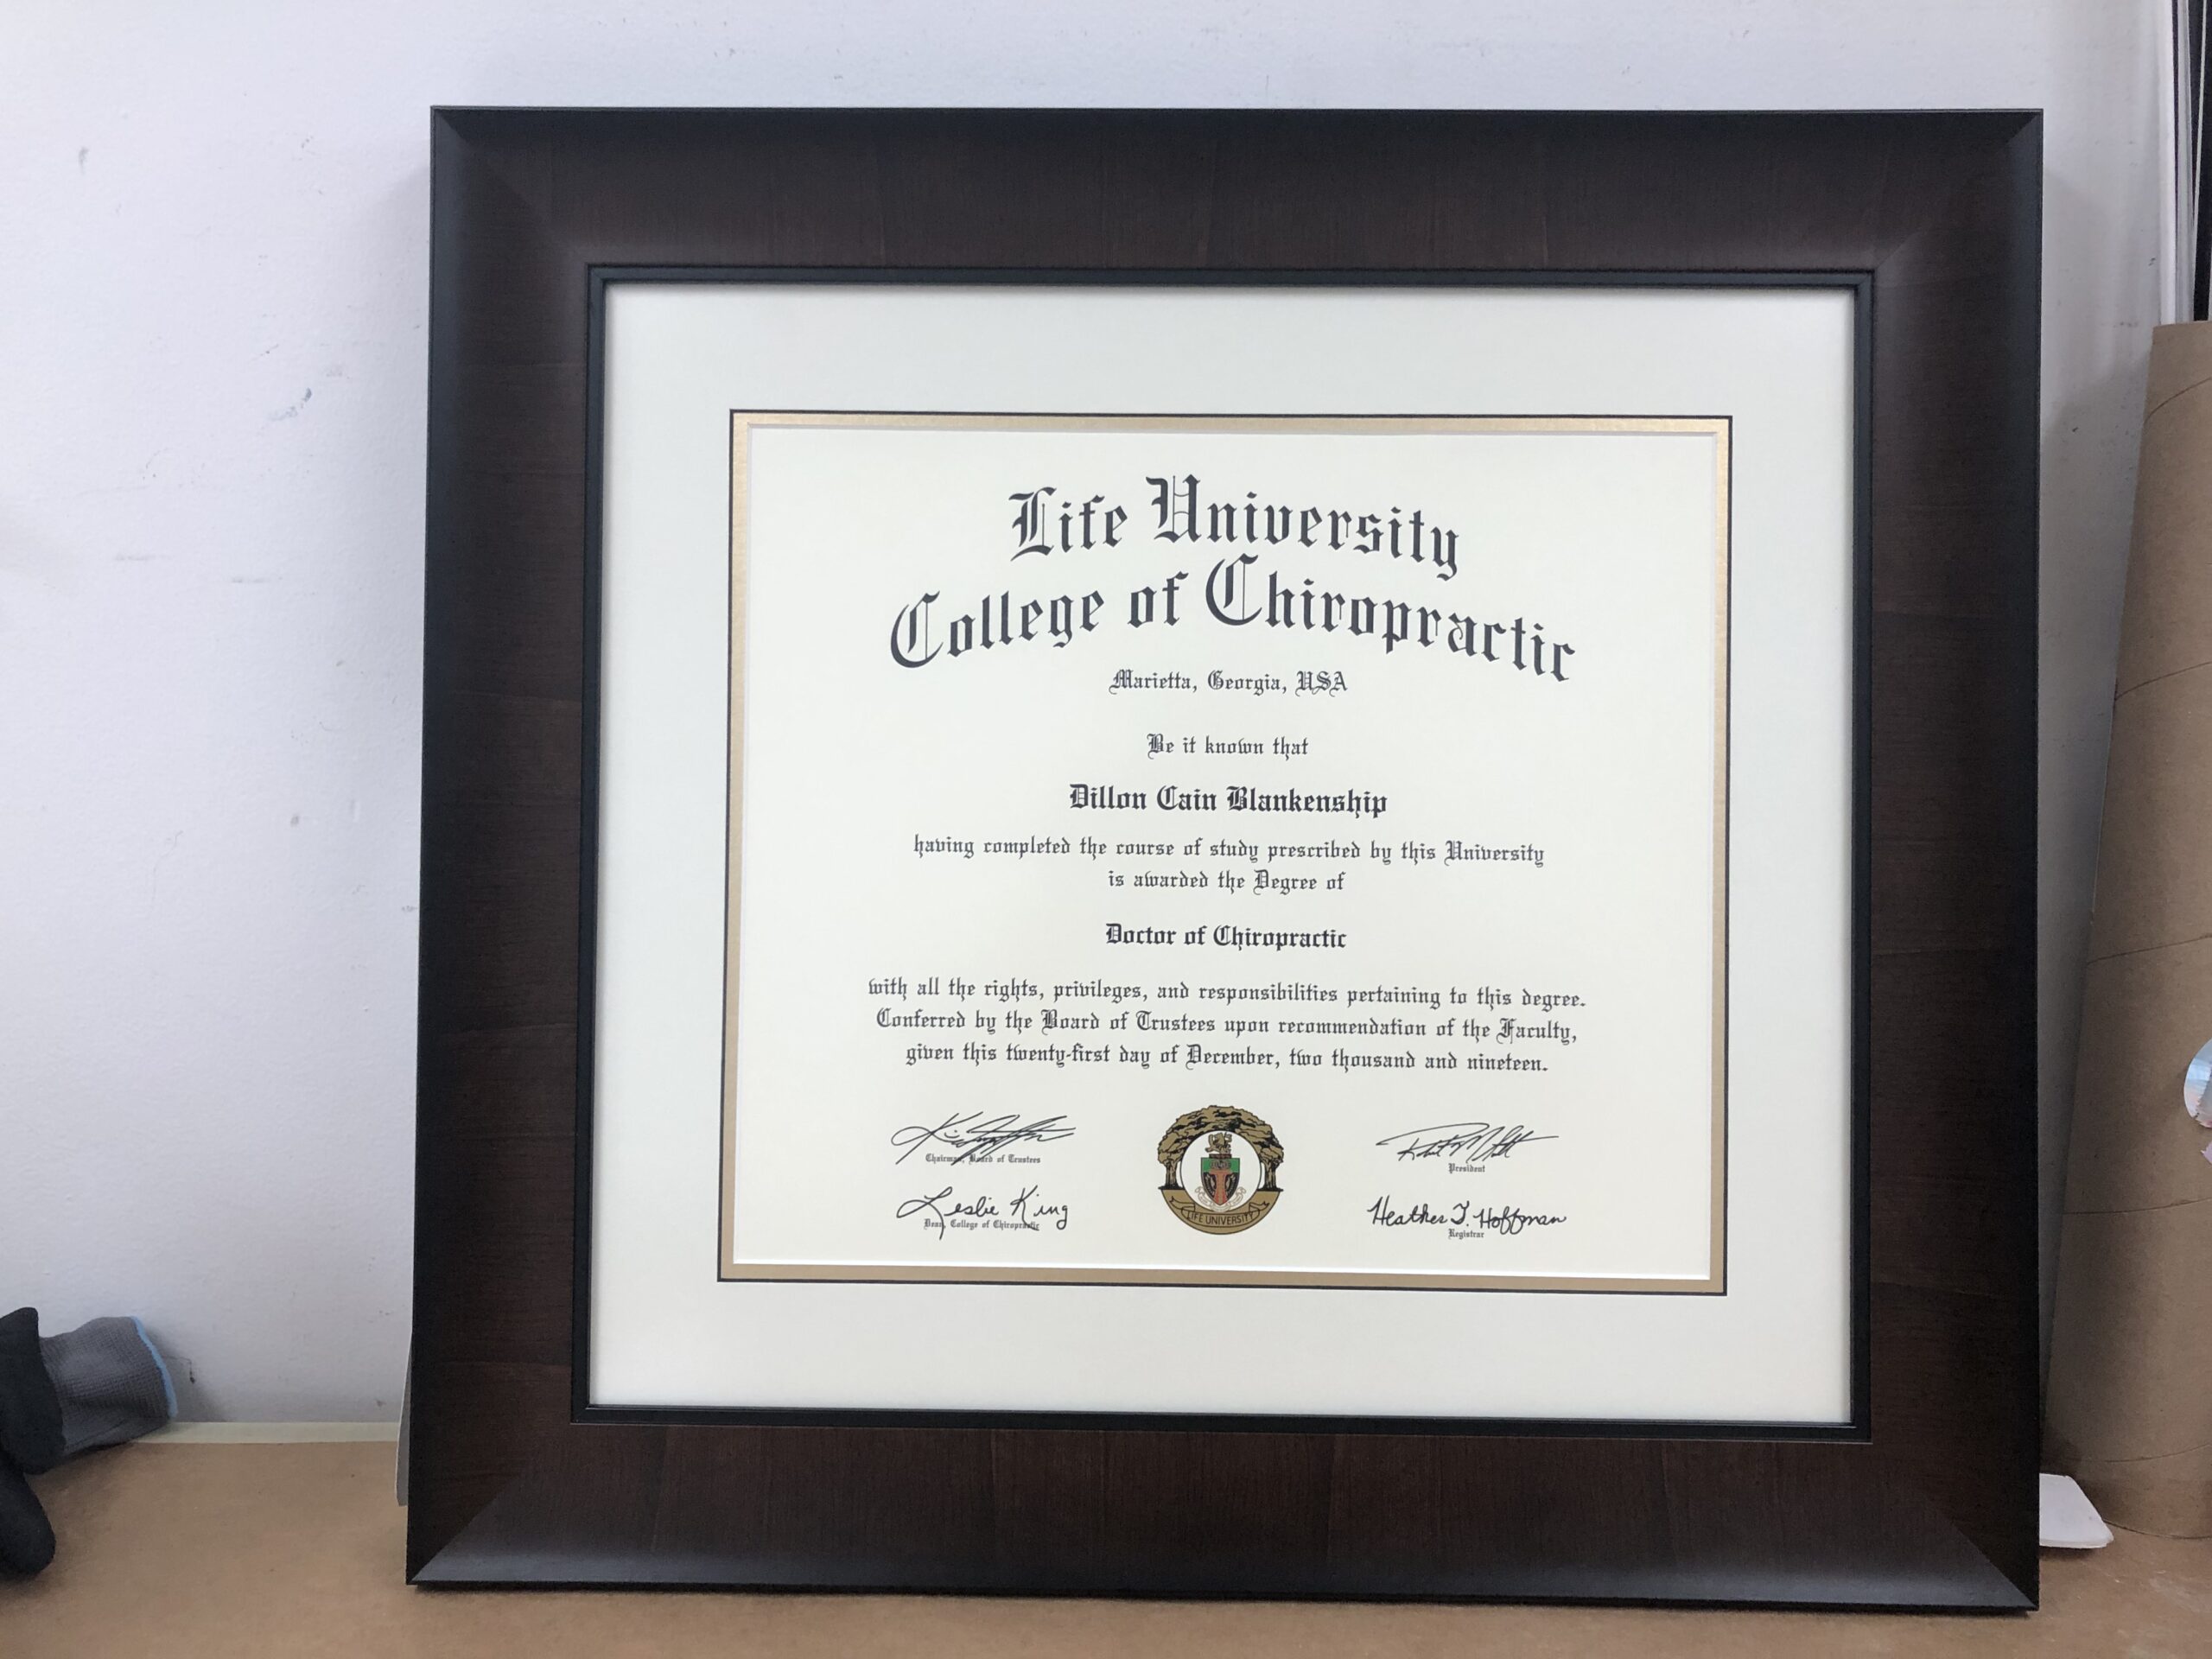 Life University
College of Chiropractic
Marietta, Georgia, USA
Be it known that
Dillon Cain Blankenship
having completed the course of study prescribed by this University
is awarded the Degree of
Doctor of Chiropractic
with all the rights, privileges, and responsibilities pertaining to this degree.
Conferred by the Board of Trustees upon recommendation of the Faculty,
given this twenty-first day of December, two thousand and nineteen.
Chairman, Board of Trustees
President
Leslie King
Dean, College of Chiropractic
LIFE UNIVERSITY
Heather J. Hoffman
Registrar